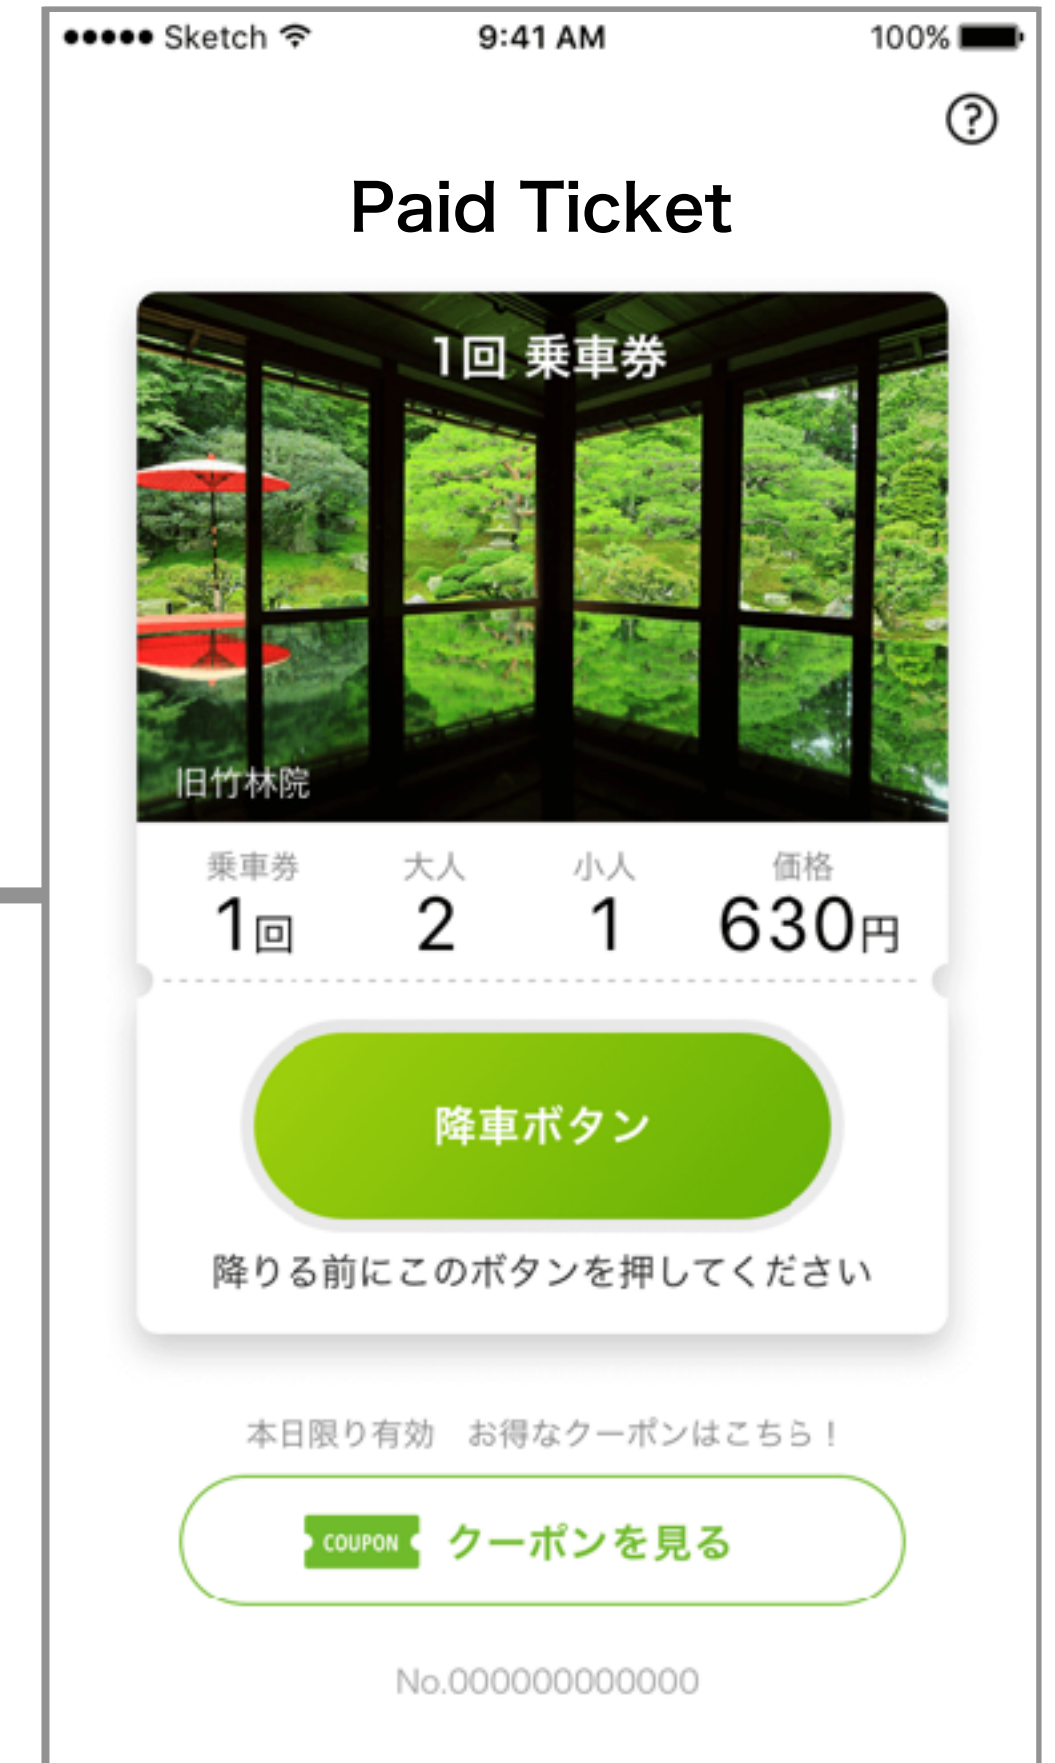 ●●●●● Sketch 9:41 AM 100%
?
Paid Ticket
1回 乗車券
旧竹林院
乗車券 大人 小人 価格
1回 2 1 630円
降車ボタン
降りる前にこのボタンを押してください
本日限り有効 お得なクーポンはこちら！
COUPON クーポンを見る
No.000000000000